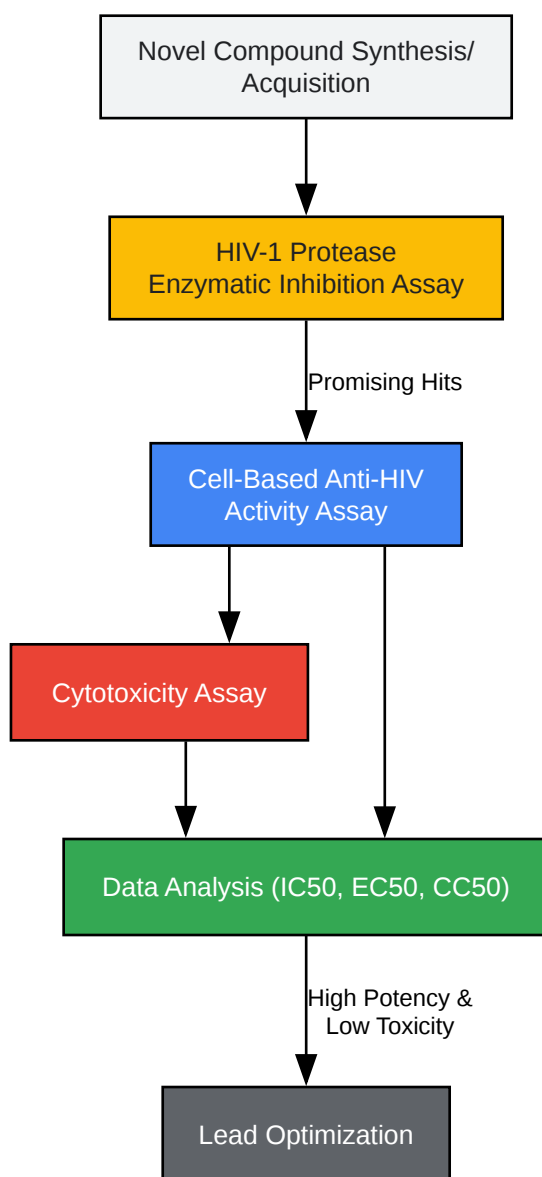 Novel Compound Synthesis/
Acquisition
HIV-1 Protease
Enzymatic Inhibition Assay
Promising Hits
Cell-Based Anti-HIV
Activity Assay
Cytotoxicity Assay
Data Analysis (IC50, EC50, CC50)
High Potency &
Low Toxicity
Lead Optimization